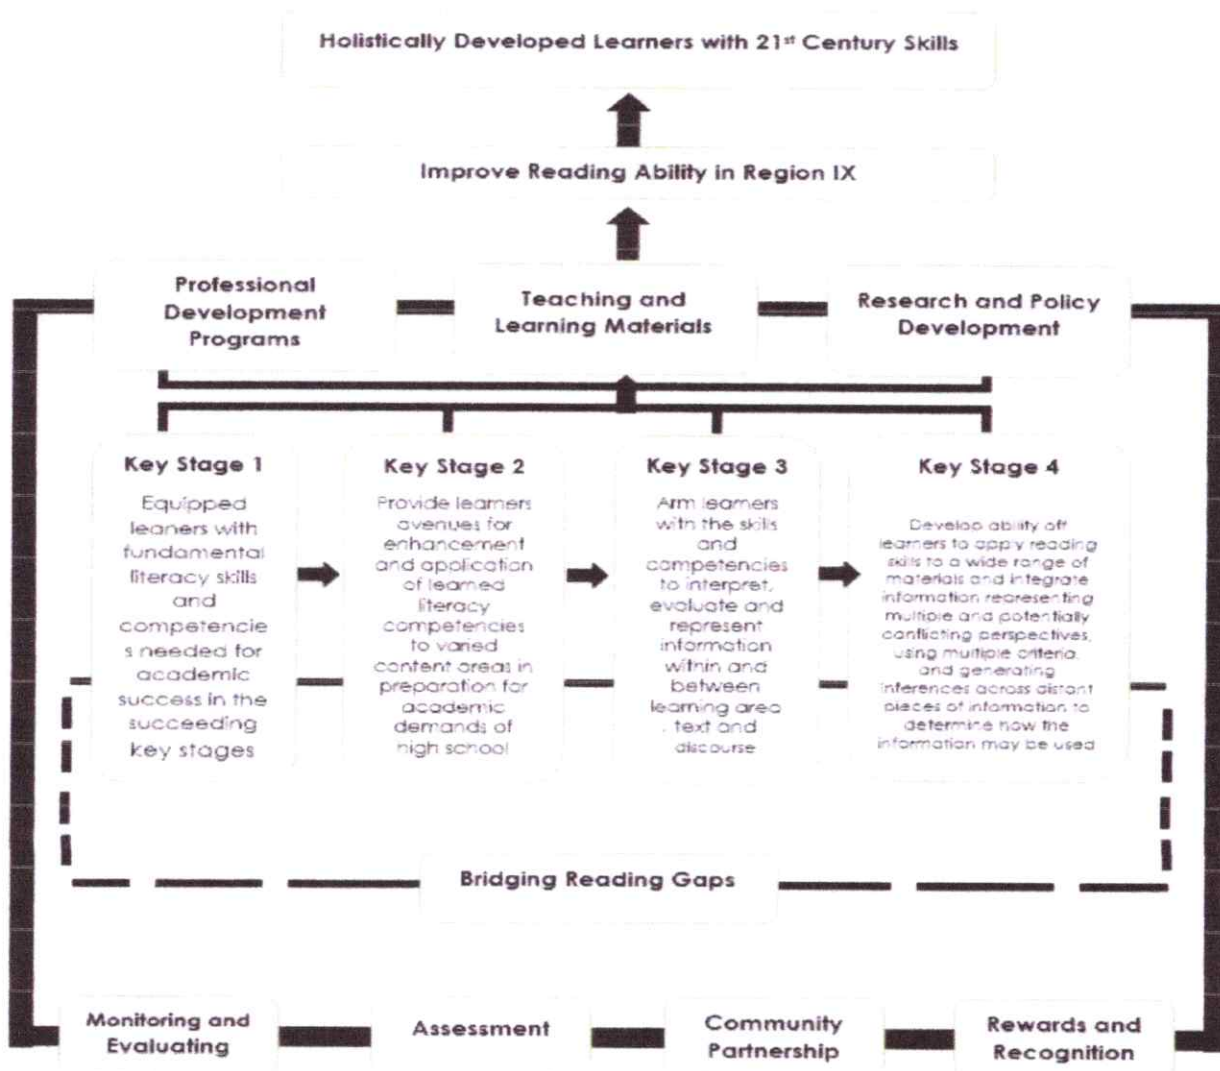 Holistically Developed Learners with 21st Century Skills
Improve Reading Ability in Region IX
Professional
Development
Programs
Teaching and
Learning Materials
Research and Policy
Development
Key Stage 1
Equipped
leaners with
fundamental
literacy skills
and
competencie
s needed for
academic
success in the
succeeding
key stages
Key Stage 2
Provide learners
avenues for
enhancement
and application
of learned
literacy
competencies
to varied
content areas in
preparation for
academic
demands of
high school
Key Stage 3
Arm learners
with the skills
and
competencies
to interpret,
evaluate and
represent
information
within and
between
learning area
text and
discourse
Key Stage 4
Develop ability off
learners to apply reading
skills to a wide range of
materials and integrate
information representing
multiple and potentially
conflicting perspectives,
using multiple criteria,
and generating
inferences across distant
pieces of information to
determine how the
information may be used
Bridging Reading Gaps
Monitoring and
Evaluating
Assessment
Community
Partnership
Rewards and
Recognition